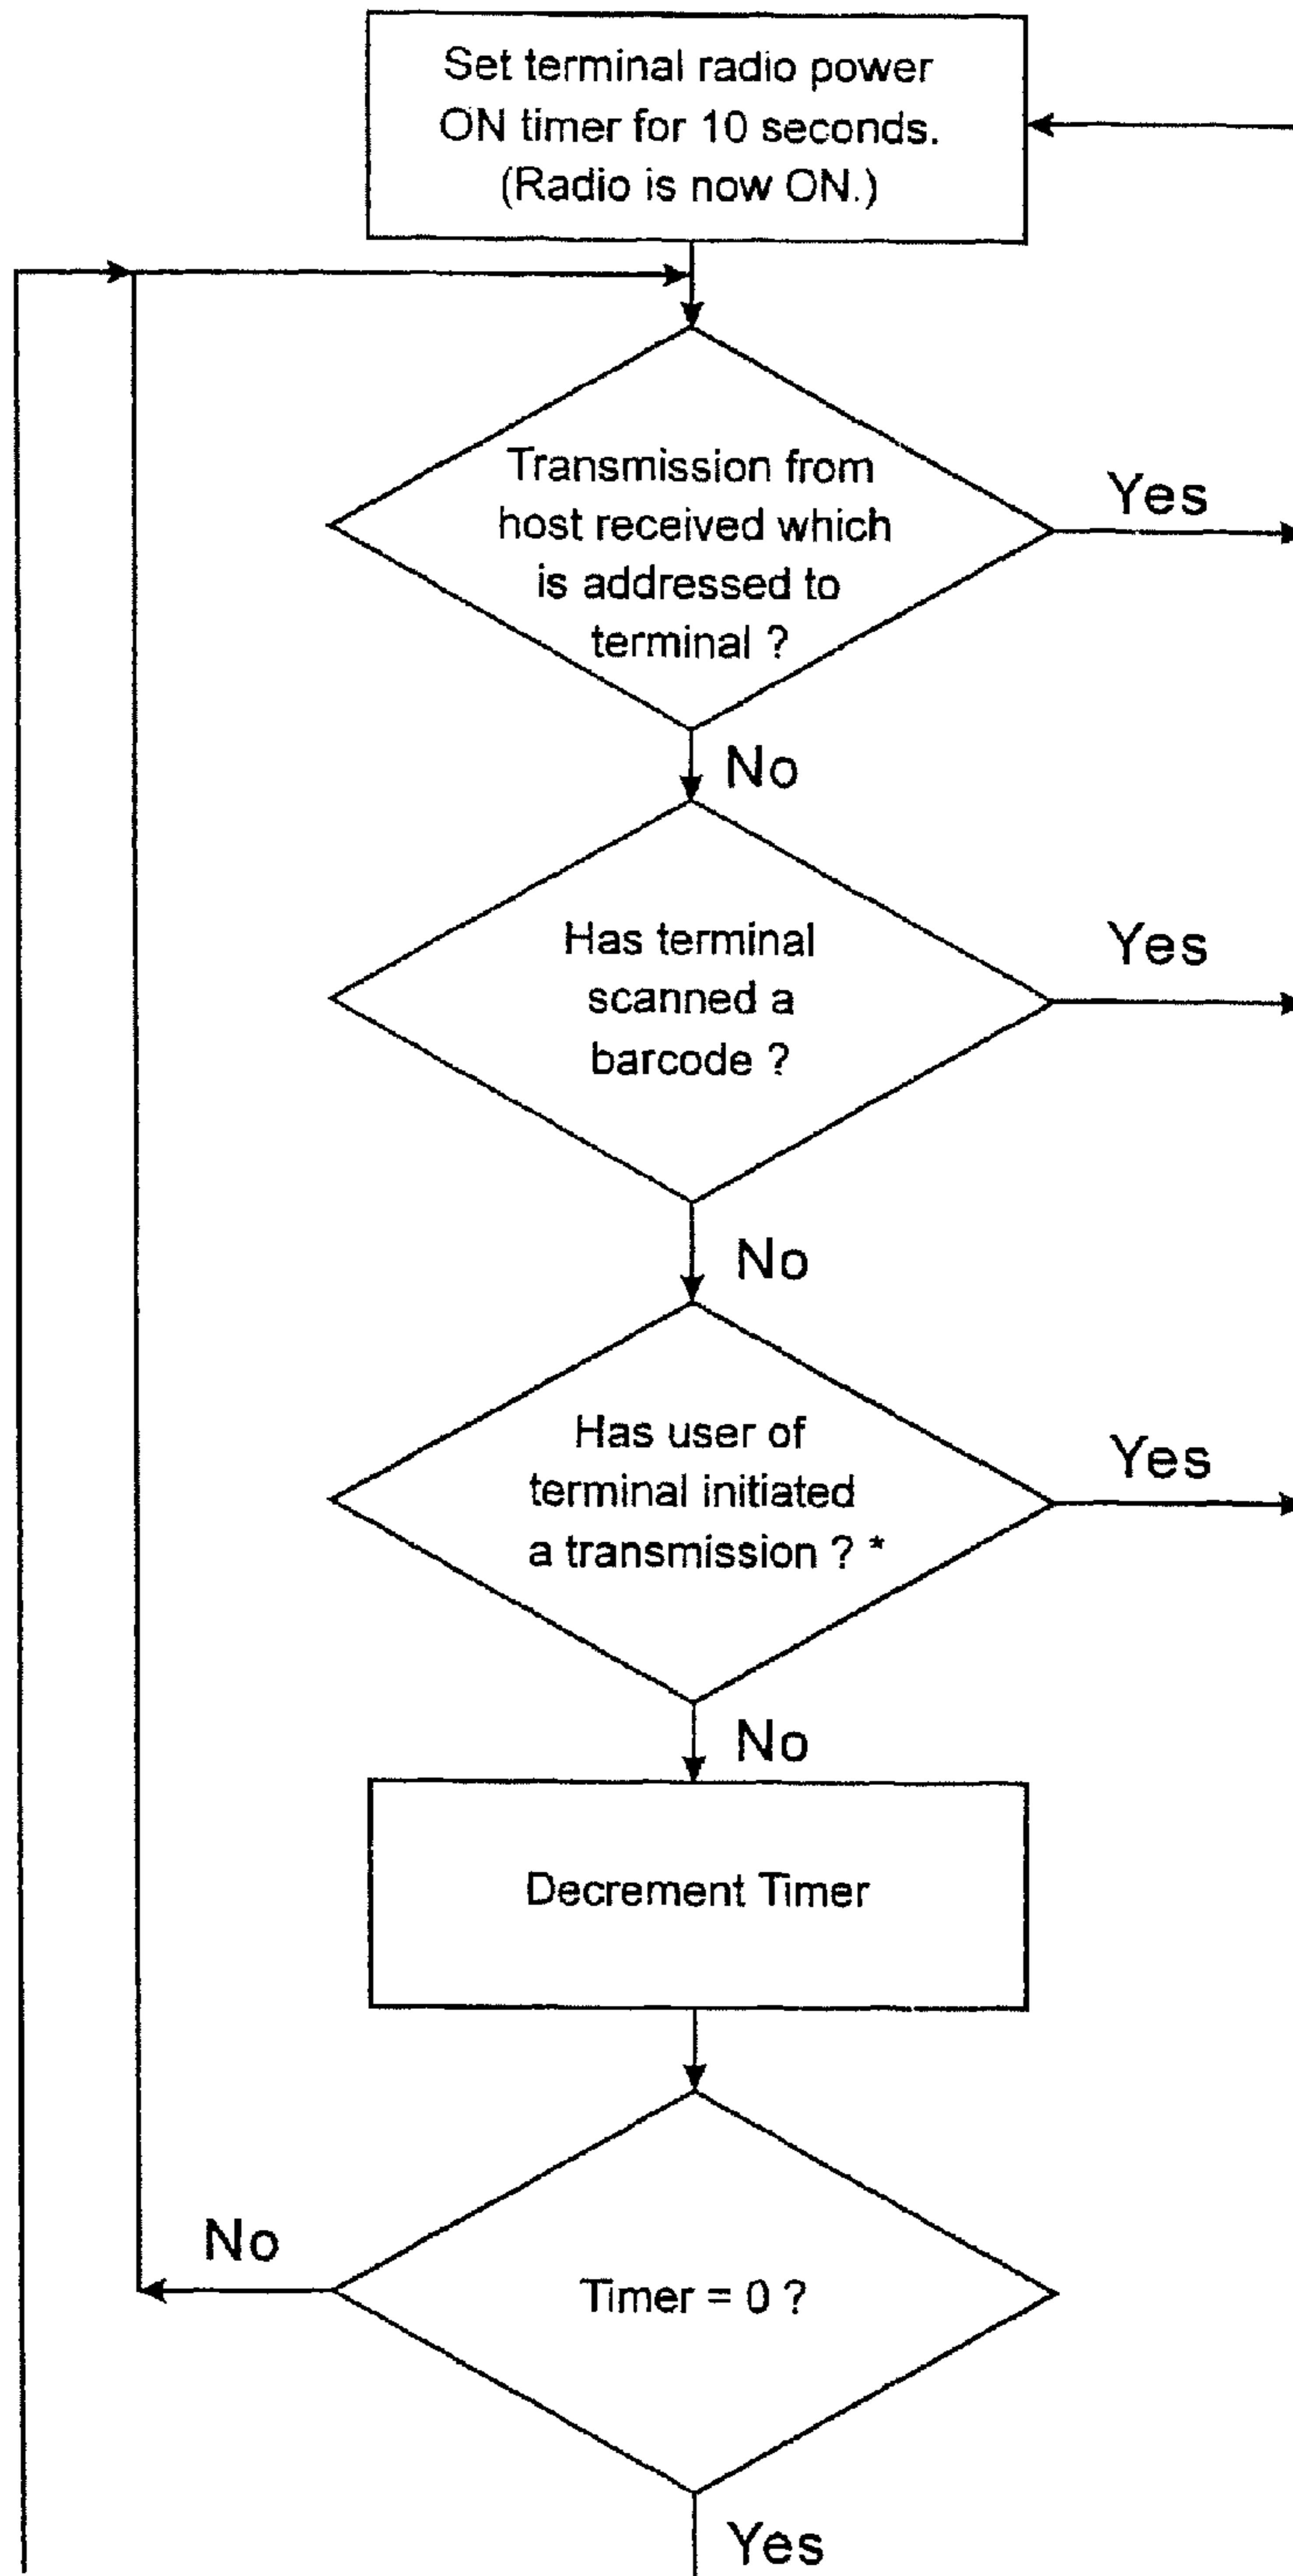 Set terminal radio power
ON timer for 10 seconds.
(Radio is now ON.)
Transmission from
host received which
is addressed to
terminal ?
Yes
No
Has terminal
scanned a
barcode ?
Yes
No
Has user of
terminal initiated
a transmission ? *
Yes
No
Decrement Timer
Timer = 0 ?
No
Yes